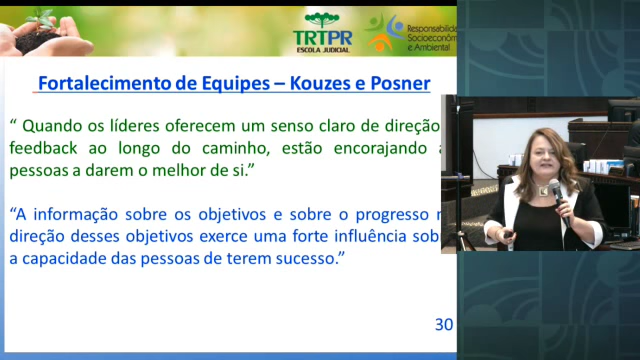 TRTPR
ESCOLA JUDICIAL
Responsabilidade
Socioeconôm
e Ambiental
Fortalecimento de Equipes – Kouzes e Posner
“ Quando os líderes oferecem um senso claro de direção
feedback ao longo do caminho, estão encorajando a
pessoas a darem o melhor de si.”
“A informação sobre os objetivos e sobre o progresso n
direção desses objetivos exerce uma forte influência sob
a capacidade das pessoas de terem sucesso.”
30